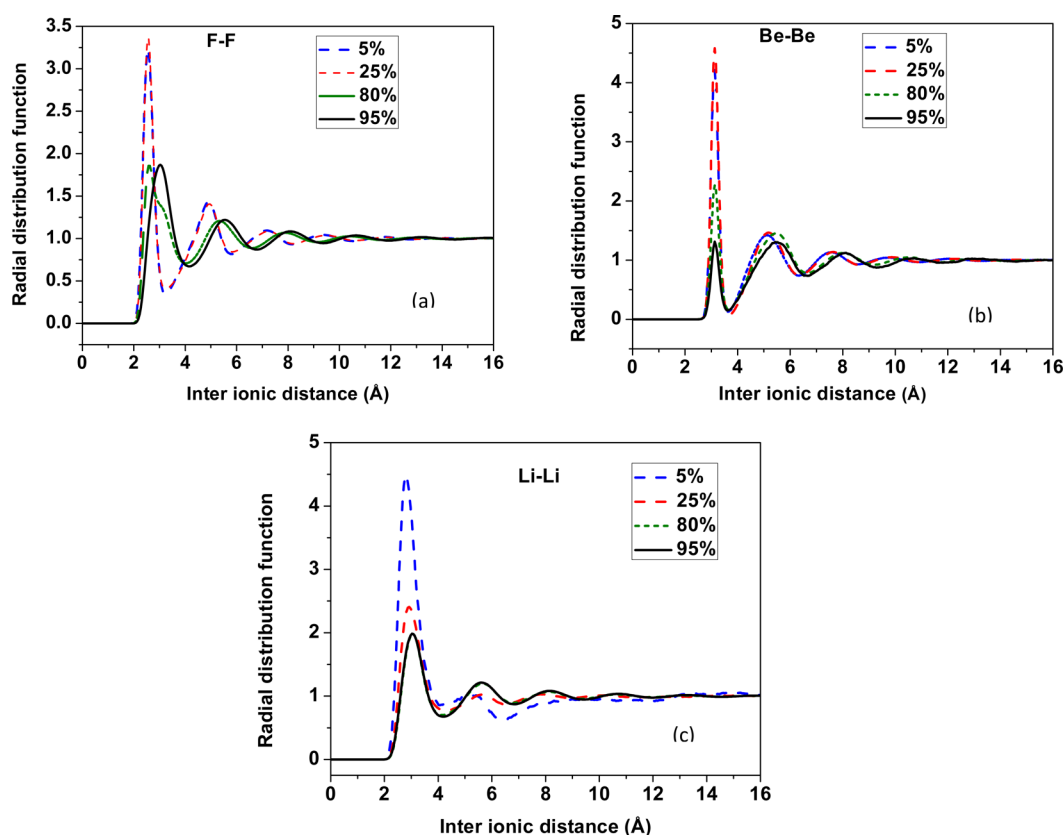 F-F
5%
25%
80%
95%
3.5
3.0
2.5
2.0
1.5
1.0
0.5
0.0
0 2 4 6 8 10 12 14 16
Radial distribution function
Inter ionic distance (Å)
(a)
Be-Be
5%
25%
80%
95%
5
4
3
2
1
0
0 2 4 6 8 10 12 14 16
Radial distribution function
Inter ionic distance (Å)
(b)
Li-Li
5%
25%
80%
95%
5
4
3
2
1
0
0 2 4 6 8 10 12 14 16
Radial distribution function
Inter ionic distance (Å)
(c)